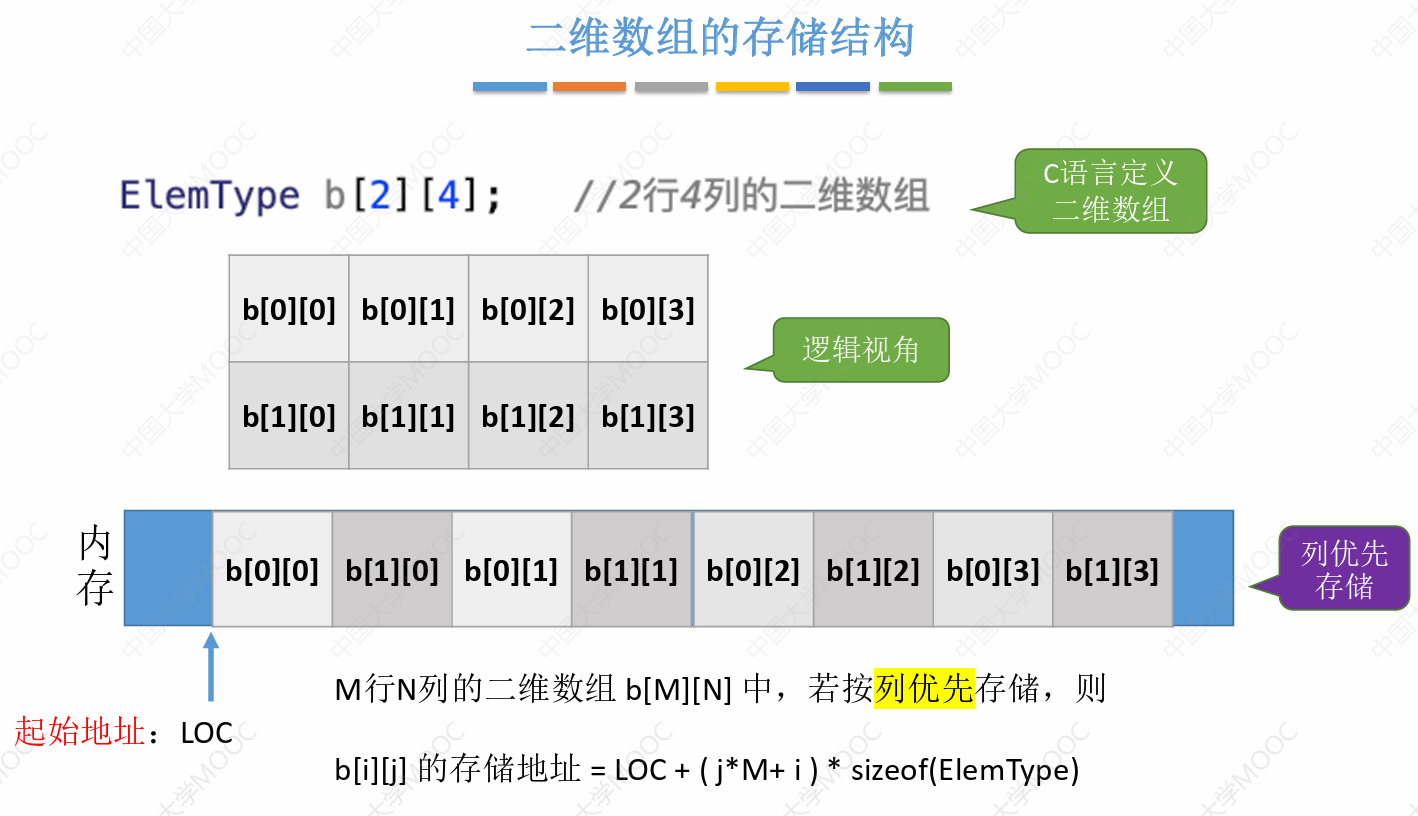 二维数组的存储结构
ElemType b[2][4]; //2行4列的二维数组
C语言定义
二维数组
b[0][0] b[0][1] b[0][2] b[0][3]
逻辑视角
b[1][0] b[1][1] b[1][2] b[1][3]
内
存
b[0][0] b[1][0] b[0][1] b[1][1] b[0][2] b[1][2] b[0][3] b[1][3]
列优先
存储
起始地址：LOC
M行N列的二维数组 b[M][N] 中，若按列优先存储，则
b[i][j] 的存储地址 = LOC + ( j*M+ i ) * sizeof(ElemType)
中国大学MOOC